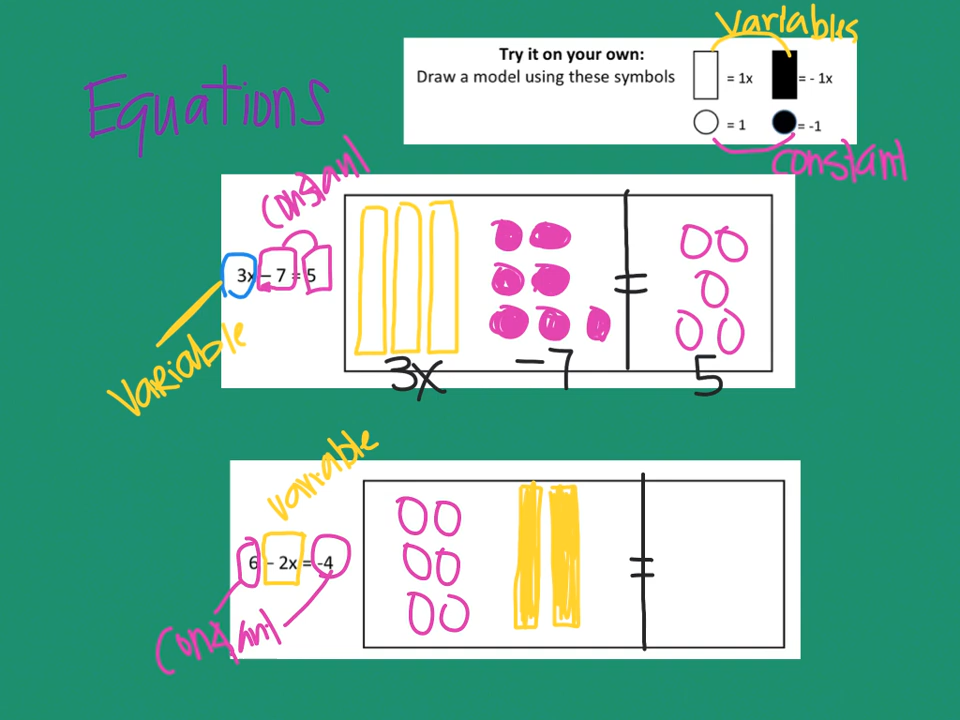 Variables
Try it on your own:
Draw a model using these symbols
= 1x = - 1x
= 1 = -1
constant
Equations
constant
3x – 7 = 5
variable
3x -7 = 5
variable
6 – 2x = -4
=
constant